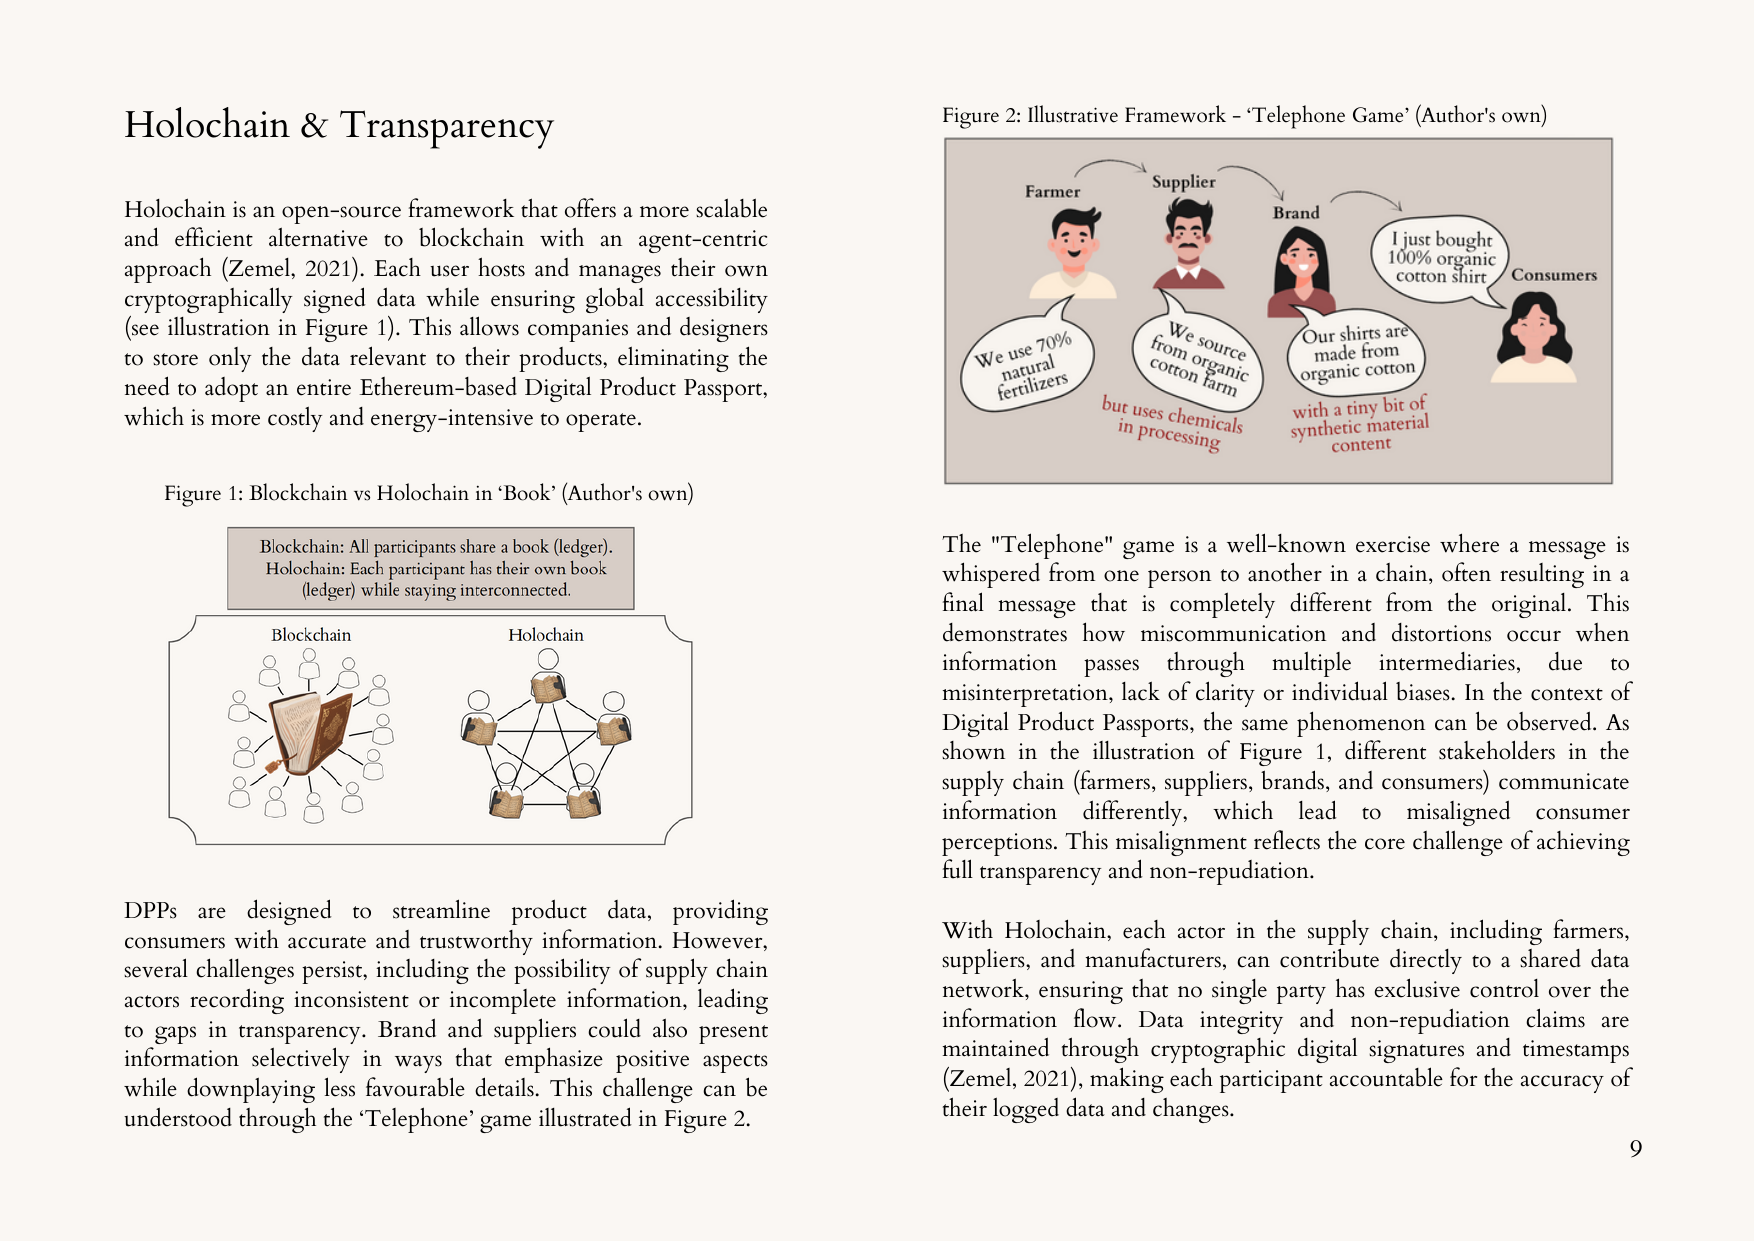 Holochain & Transparency
Holochain is an open-source framework that offers a more scalable
and efficient alternative to blockchain with an agent-centric
approach (Zemel, 2021). Each user hosts and manages their own
cryptographically signed data while ensuring global accessibility
(see illustration in Figure 1). This allows companies and designers
to store only the data relevant to their products, eliminating the
need to adopt an entire Ethereum-based Digital Product Passport,
which is more costly and energy-intensive to operate.
Figure 1: Blockchain vs Holochain in ‘Book’ (Author's own)
Blockchain: All participants share a book (ledger).
Holochain: Each participant has their own book
(ledger) while staying interconnected.
Blockchain
Holochain
DPPs are designed to streamline product data, providing
consumers with accurate and trustworthy information. However,
several challenges persist, including the possibility of supply chain
actors recording inconsistent or incomplete information, leading
to gaps in transparency. Brand and suppliers could also present
information selectively in ways that emphasize positive aspects
while downplaying less favourable details. This challenge can be
understood through the ‘Telephone’ game illustrated in Figure 2.
Figure 2: Illustrative Framework - ‘Telephone Game’ (Author's own)
Farmer
Supplier
Brand
Consumers
We use 70%
natural
fertilizers
We source
from organic
cotton farm
but uses chemicals
in processing
Our shirts are
made from
organic cotton
with a tiny bit of
synthetic material
content
I just bought
100% organic
cotton shirt
The "Telephone" game is a well-known exercise where a message is
whispered from one person to another in a chain, often resulting in a
final message that is completely different from the original. This
demonstrates how miscommunication and distortions occur when
information passes through multiple intermediaries, due to
misinterpretation, lack of clarity or individual biases. In the context of
Digital Product Passports, the same phenomenon can be observed. As
shown in the illustration of Figure 1, different stakeholders in the
supply chain (farmers, suppliers, brands, and consumers) communicate
information differently, which lead to misaligned consumer
perceptions. This misalignment reflects the core challenge of achieving
full transparency and non-repudiation.
With Holochain, each actor in the supply chain, including farmers,
suppliers, and manufacturers, can contribute directly to a shared data
network, ensuring that no single party has exclusive control over the
information flow. Data integrity and non-repudiation claims are
maintained through cryptographic digital signatures and timestamps
(Zemel, 2021), making each participant accountable for the accuracy of
their logged data and changes.
9